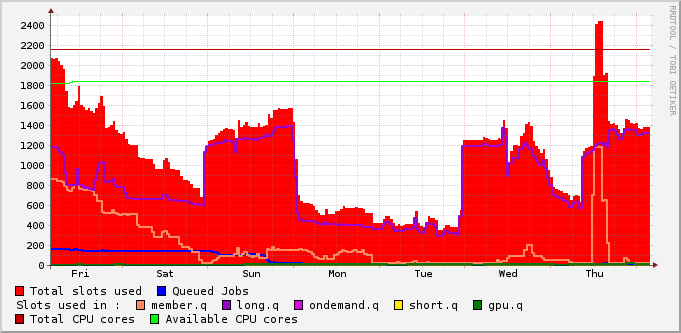 2400
2200
2000
1800
1600
1400
1200
1000
800
600
400
200
0
Fri Sat Sun Mon Tue Wed Thu
RRDTOOL / TOBI OETIKER
Total slots used Queued Jobs
Slots used in : member.q long.q ondemand.q short.q gpu.q
Total CPU cores Available CPU cores